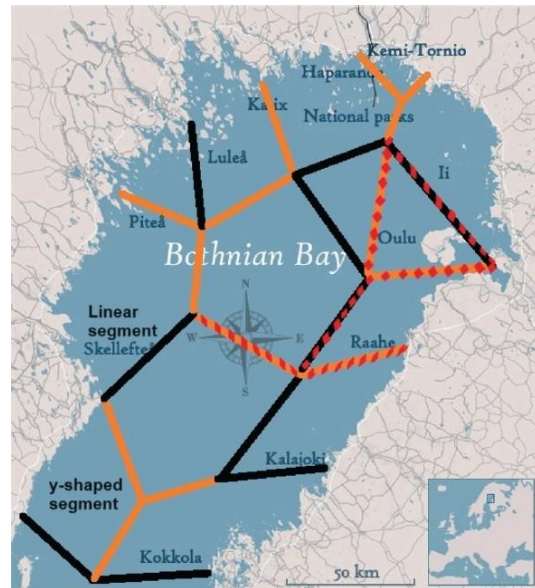 Kemi-Tornio
Haparanda
Kalix
National parks
Luleå
Ii
Piteå
Oulu
Bothnian Bay
N
Linear
segment
Skellefteå
W
E
Raahe
S
Kalajoki
y-shaped
segment
Kokkola
50 km